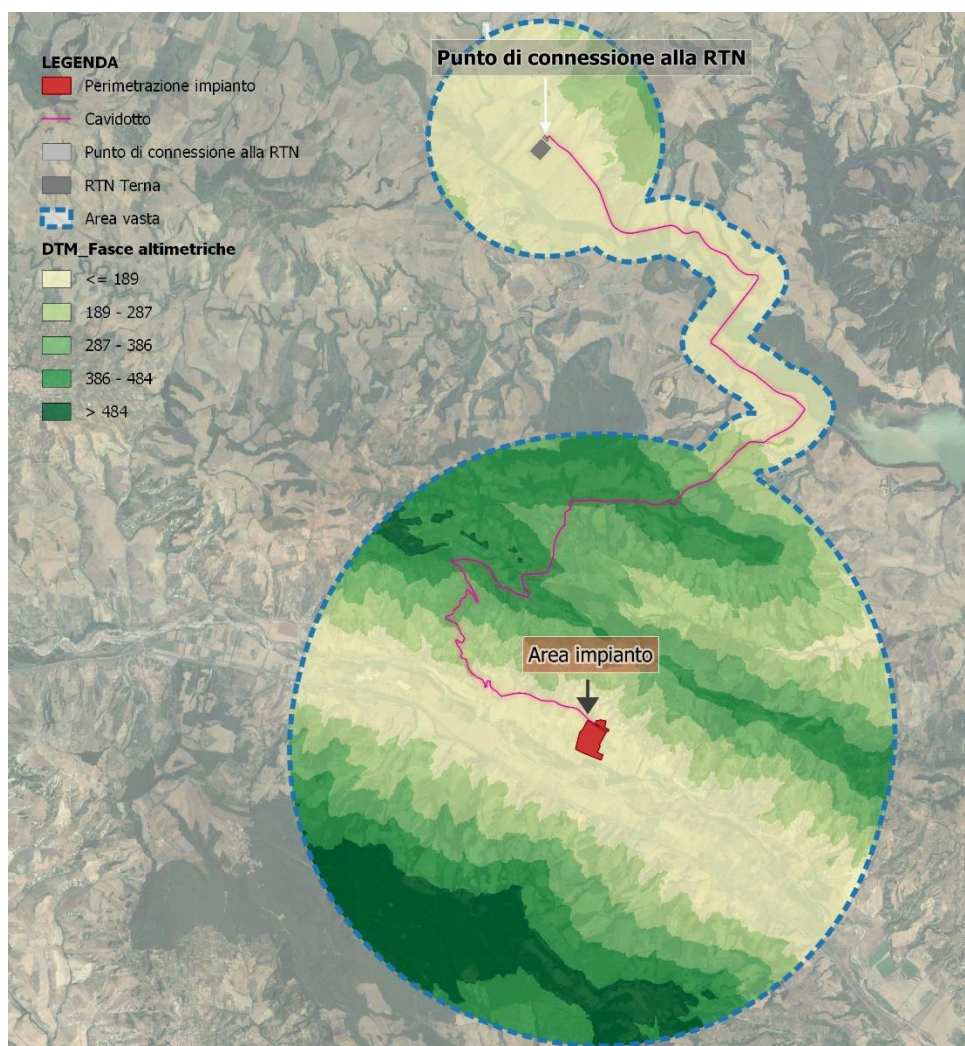 LEGENDA
Perimetrazione impianto
Cavidotto
Punto di connessione alla RTN
RTN Terna
Area vasta
DTM_Fasce altimetriche
<= 189
189 - 287
287 - 386
386 - 484
> 484
Punto di connessione alla RTN
Area impianto